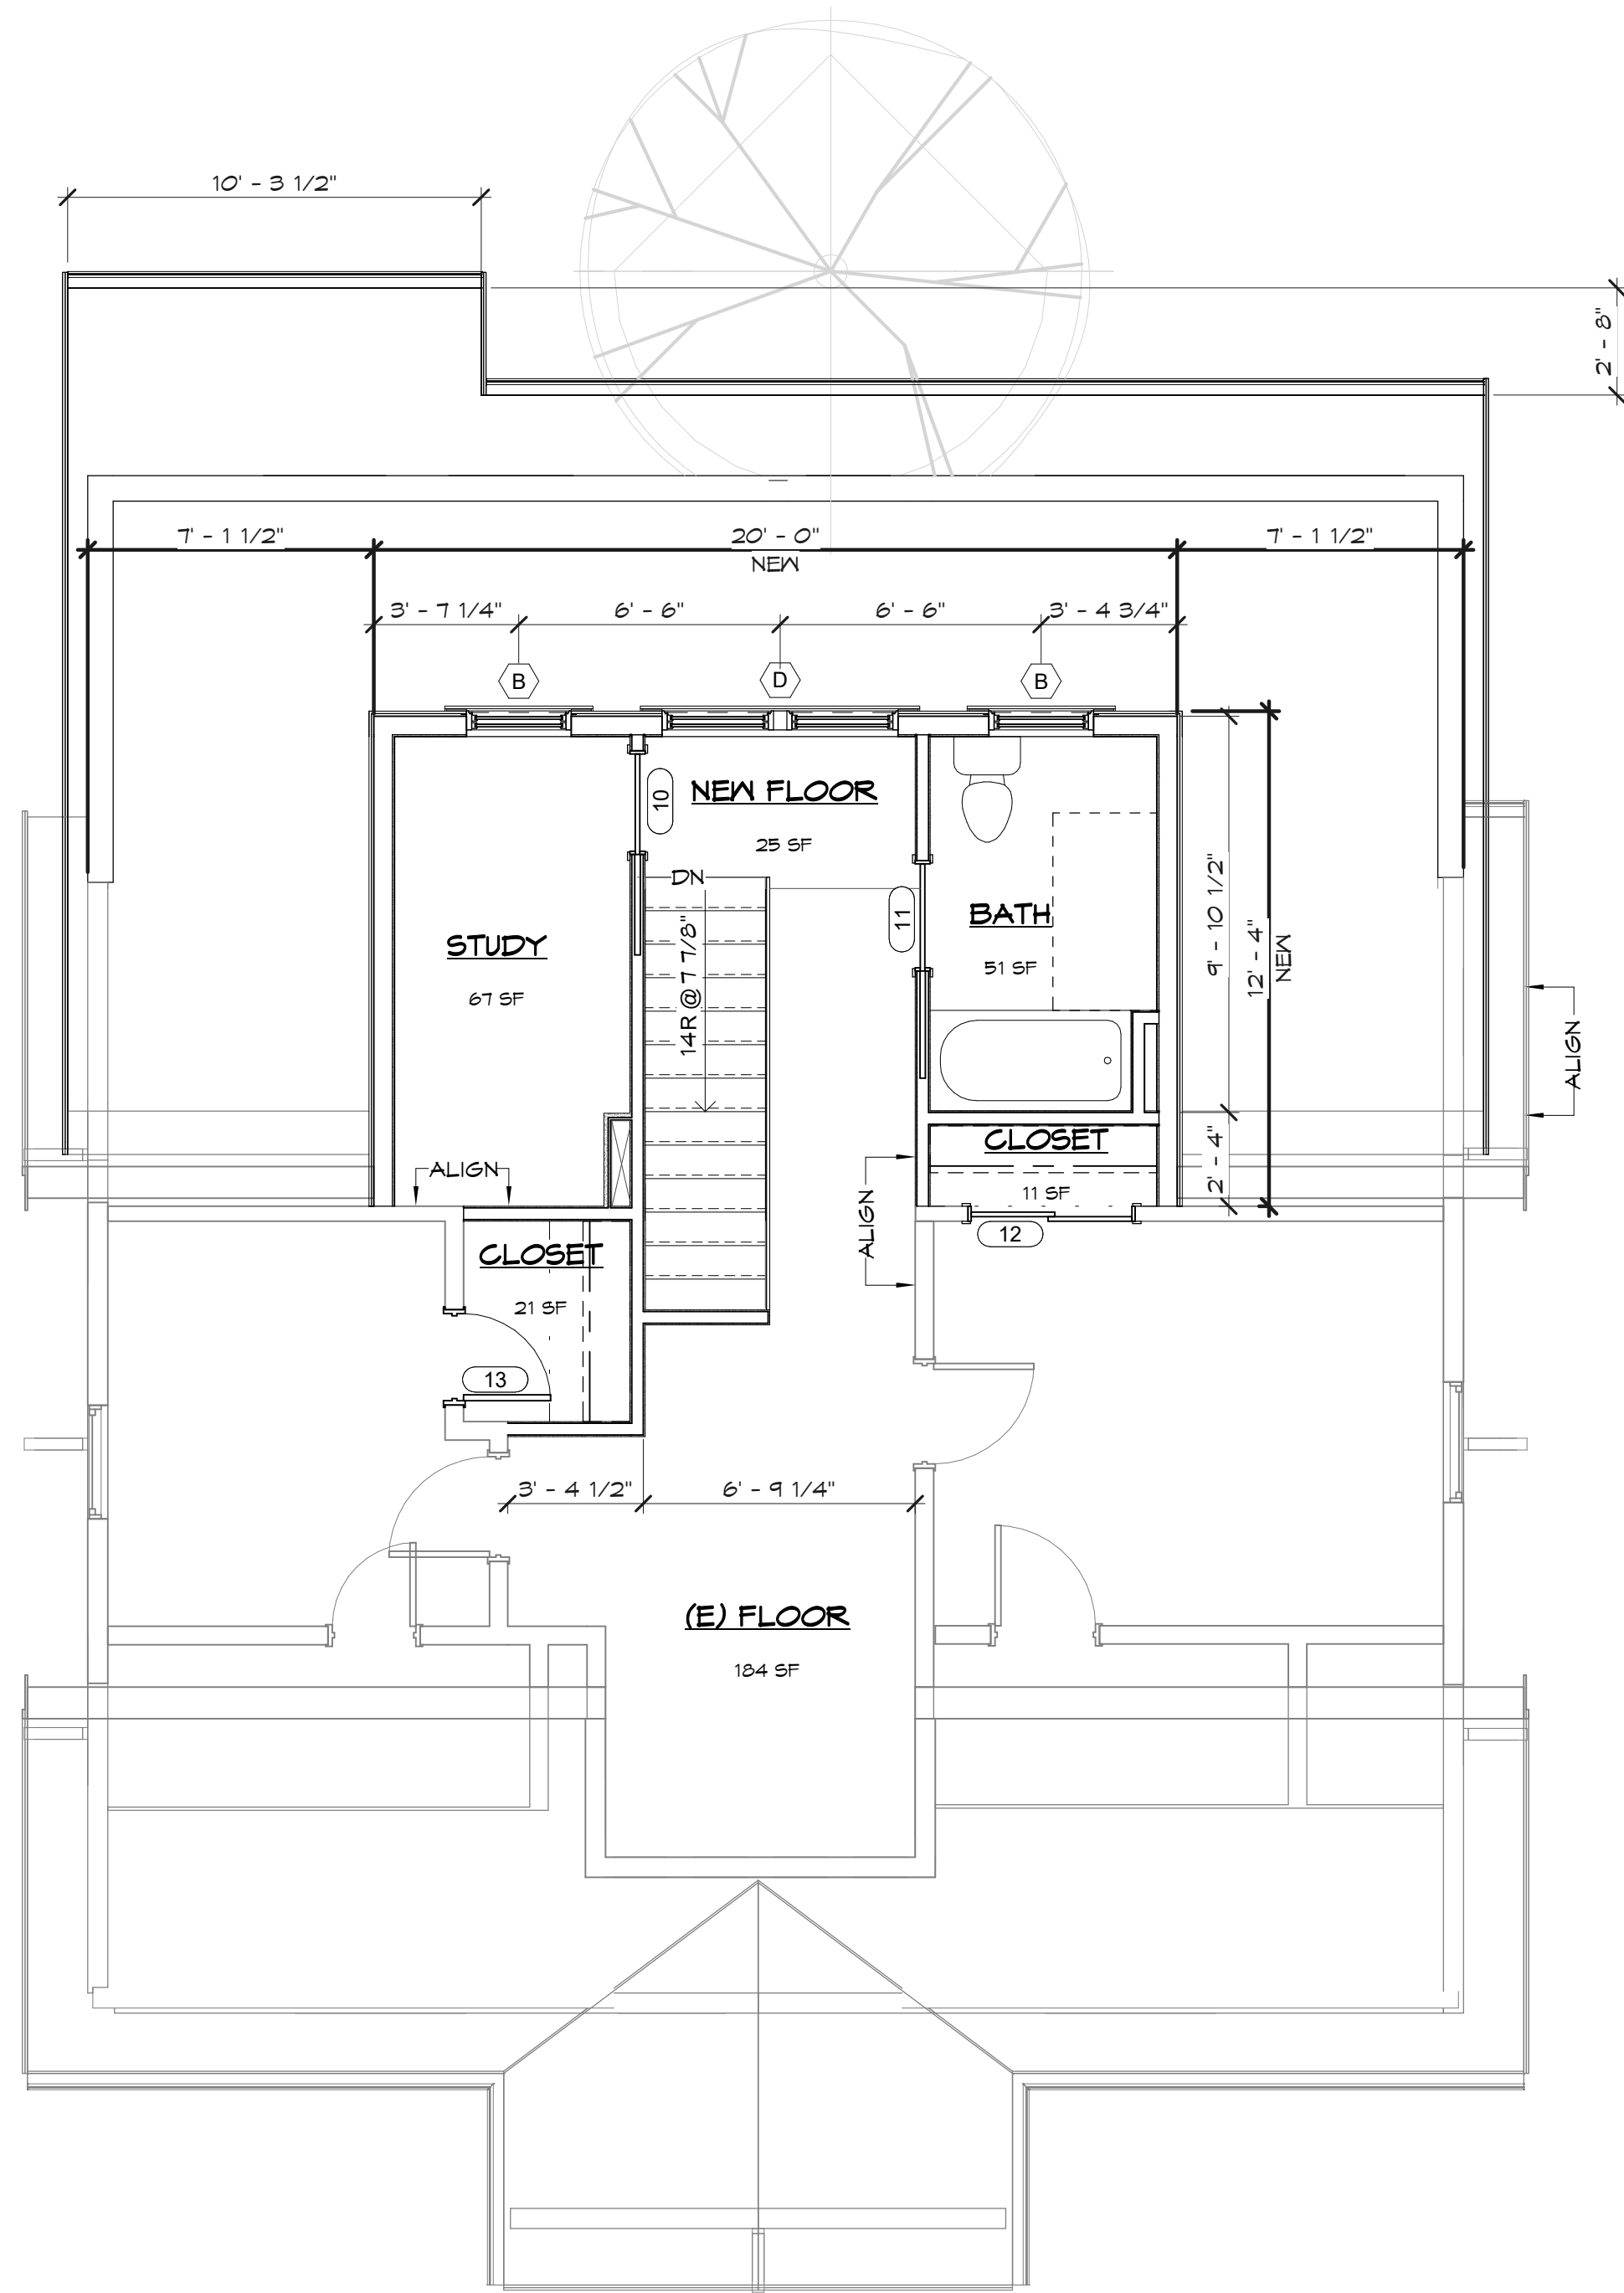 10' - 3 1/2"
2' - 8"
7' - 1 1/2"
20' - 0"
7' - 1 1/2"
NEW
3' - 7 1/4"
6' - 6"
6' - 6"
3' - 4 3/4"
B
D
B
10
NEW FLOOR
25 SF
DN
14R @ 7 7/8"
11
BATH
51 SF
STUDY
67 SF
9' - 10 1/2"
12' - 4"
NEW
ALIGN
CLOSET
11 SF
2' - 4"
ALIGN
ALIGN
12
CLOSET
21 SF
13
3' - 4 1/2"
6' - 9 1/4"
(E) FLOOR
184 SF